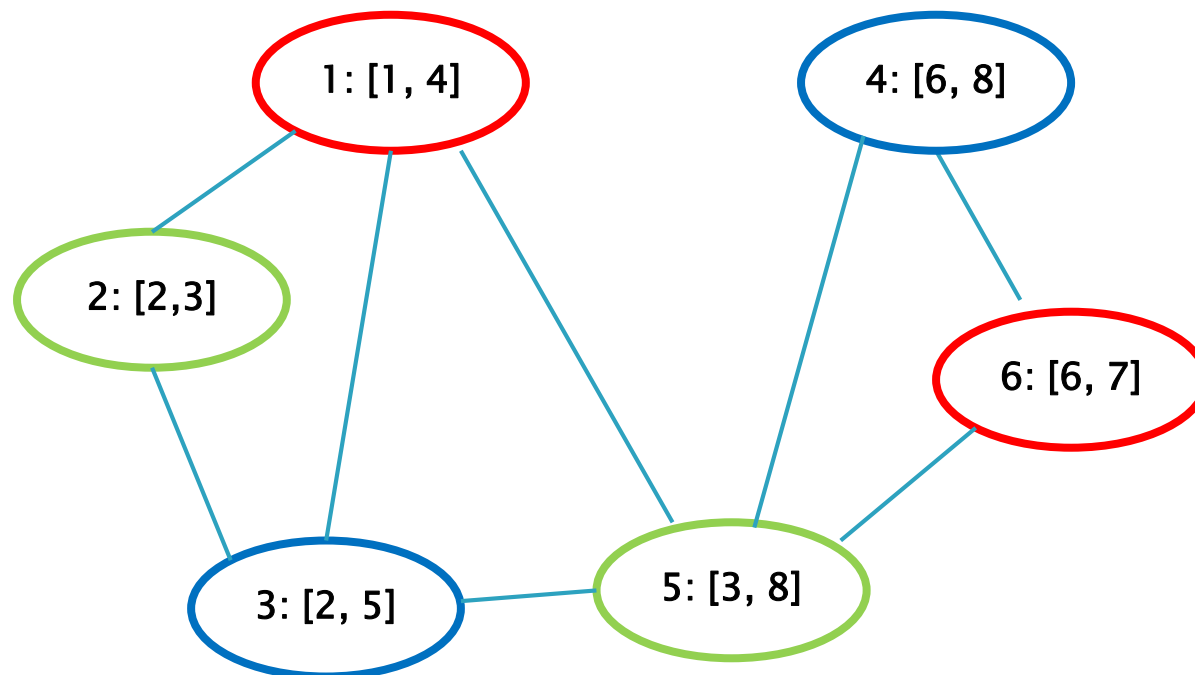 1: [1, 4]
4: [6, 8]
2: [2,3]
6: [6, 7]
5: [3, 8]
3: [2, 5]